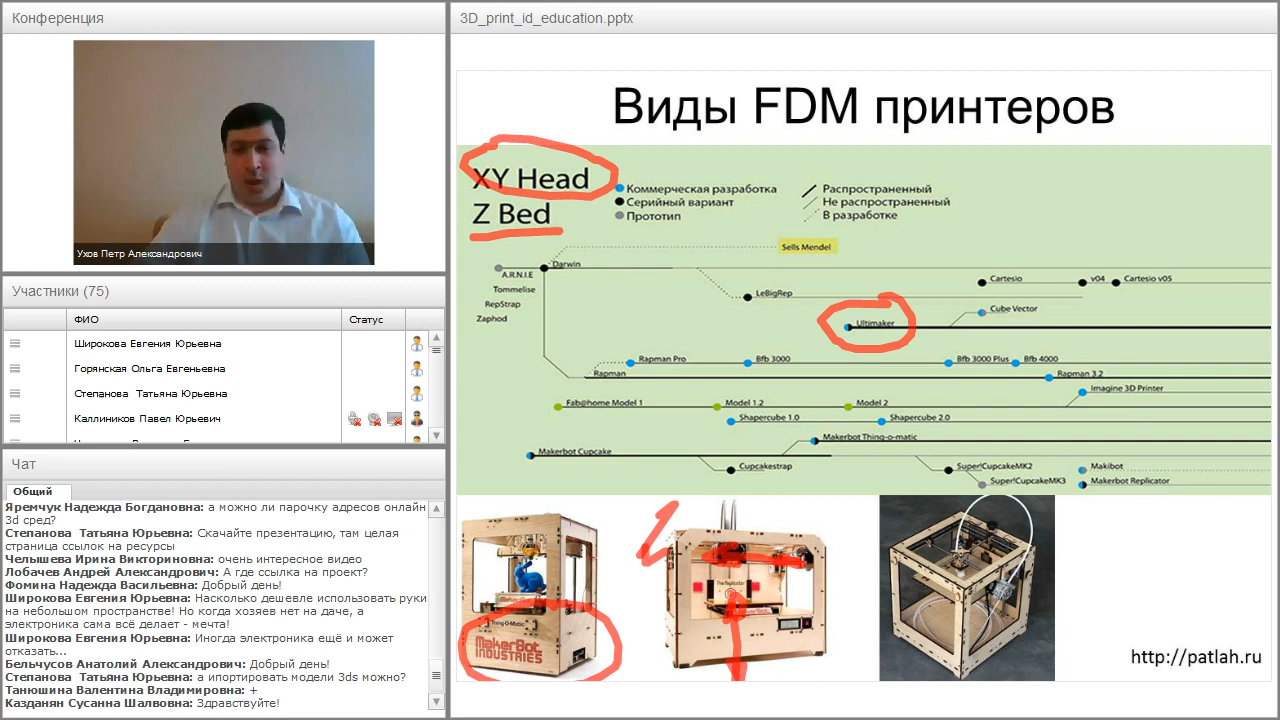 Конференция
Ухов Петр Александрович
Участники (75)
ФИО Статус
Широкова Евгения Юрьевна
Горянская Ольга Евгеньевна
Степанова Татьяна Юрьевна
Каллиников Павел Юрьевич
Чат
Общий
Яремчук Надежда Богдановна: а можно ли парочку адресов онлайн
3d сред?
Степанова Татьяна Юрьевна: Скачайте презентацию, там целая
страница ссылок на ресурсы
Челышева Ирина Викториновна: очень интересное видео
Лобачев Андрей Александрович: А где ссылка на проект?
Фомина Надежда Васильевна: Добрый день!
Широкова Евгения Юрьевна: Насколько дешевле использовать руки
на небольшом пространстве! Но когда хозяев нет на даче, а
электроника сама всё делает - мечта!
Широкова Евгения Юрьевна: Иногда электроника ещё и может
отказать...
Бельчусов Анатолий Александрович: Добрый день!
Степанова Татьяна Юрьевна: а ипортировать модели 3ds можно?
Танюшина Валентина Владимировна: +
Казданян Сусанна Шалвовна: Здравствуйте!
3D_print_id_education.pptx
Виды FDM принтеров
XY Head
Z Bed
Коммерческая разработка
Серийный вариант
Прототип
Распространенный
Не распространенный
В разработке
Sells Mendel
Darwin
A.R.N.I.E
Tommelise
RepStrap
Zaphod
Cartesio v04 Cartesio v05
LeBigRep
Cube Vector
Ultimaker
Rapman Pro Bfb 3000 Bfb 3000 Plus Bfb 4000
Rapman Rapman 3.2
Imagine 3D Printer
Fab@home Model 1 Model 1.2 Model 2
Shapercube 1.0 Shapercube 2.0
Makerbot Thing-o-matic
Makerbot Cupcake
Cupcakestrap Super!CupcakeMK2 Makibot
Super!CupcakeMK3 Makerbot Replicator
Thing-O-Matic
MakerBot
INDUSTRIES
The Replicator
http://patlah.ru